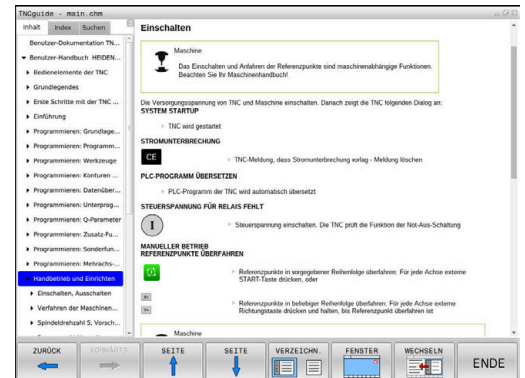 TNCguide - main.chm
Inhalt Index Suchen
Benutzer-Dokumentation TN...
Benutzer-Handbuch HEIDEN...
Bedienelemente der TNC
Grundlegendes
Erste Schritte mit der TNC ...
Einführung
Programmieren: Grundlage...
Programmieren: Programm...
Programmieren: Werkzeuge
Programmieren: Konturen ...
Programmieren: Datenüber...
Programmieren: Unterprog...
Programmieren: Q-Parameter
Programmieren: Zusatz-Fu...
Programmieren: Sonderfun...
Programmieren: Mehrachs-...
Handbetrieb und Einrichten
Einschalten, Ausschalten
Verfahren der Maschinen...
Spindeldrehzahl S, Vorsch...
Einschalten
Maschine
Das Einschalten und Anfahren der Referenzpunkte sind maschinenabhängige Funktionen.
Beachten Sie Ihr Maschinenhandbuch!
Die Versorgungsspannung von TNC und Maschine einschalten. Danach zeigt die TNC folgenden Dialog an:
SYSTEM STARTUP
TNC wird gestartet
STROMUNTERBRECHUNG
CE
TNC-Meldung, dass Stromunterbrechung vorlag - Meldung löschen
PLC-PROGRAMM ÜBERSETZEN
PLC-Programm der TNC wird automatisch übersetzt
STEUERSPANNUNG FÜR RELAIS FEHLT
I
Steuerspannung einschalten. Die TNC prüft die Funktion der Not-Aus-Schaltung
MANUELLER BETRIEB
REFERENZPUNKTE ÜBERFAHREN
Referenzpunkte in vorgegebener Reihenfolge überfahren: Für jede Achse externe
START-Taste drücken, oder
X+
Y+
Referenzpunkte in beliebiger Reihenfolge überfahren: Für jede Achse externe
Richtungstaste drücken und halten, bis Referenzpunkt überfahren ist
Maschine
ZURÜCK VORWÄRTS SEITE SEITE VERZEICHN. FENSTER WECHSELN ENDE